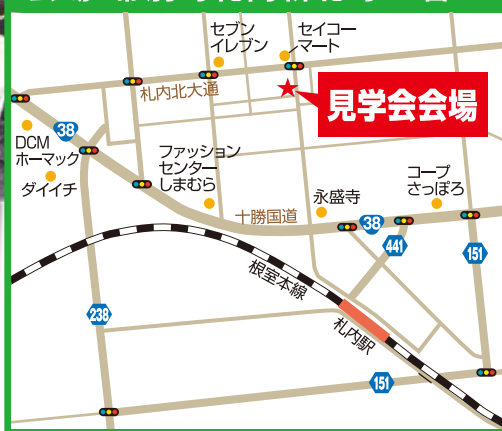 セブン
イレブン
セイコー
マート
札内北大通
見学会会場
38
DCM
ホーマック
ダイイチ
ファッション
センター
しまむら
永盛寺
コープ
さっぽろ
十勝国道
38
441
151
根室本線
238
札内駅
151